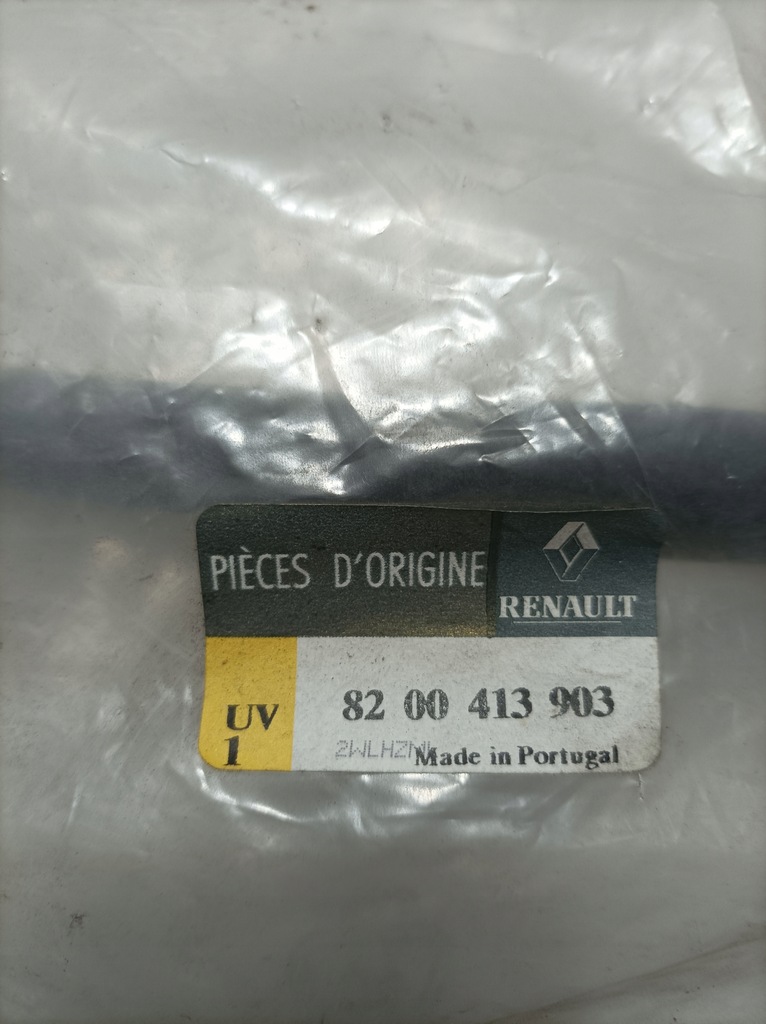 PIÈCES D'ORIGINE
RENAULT
UV
1
82 00 413 903
Made in Portugal